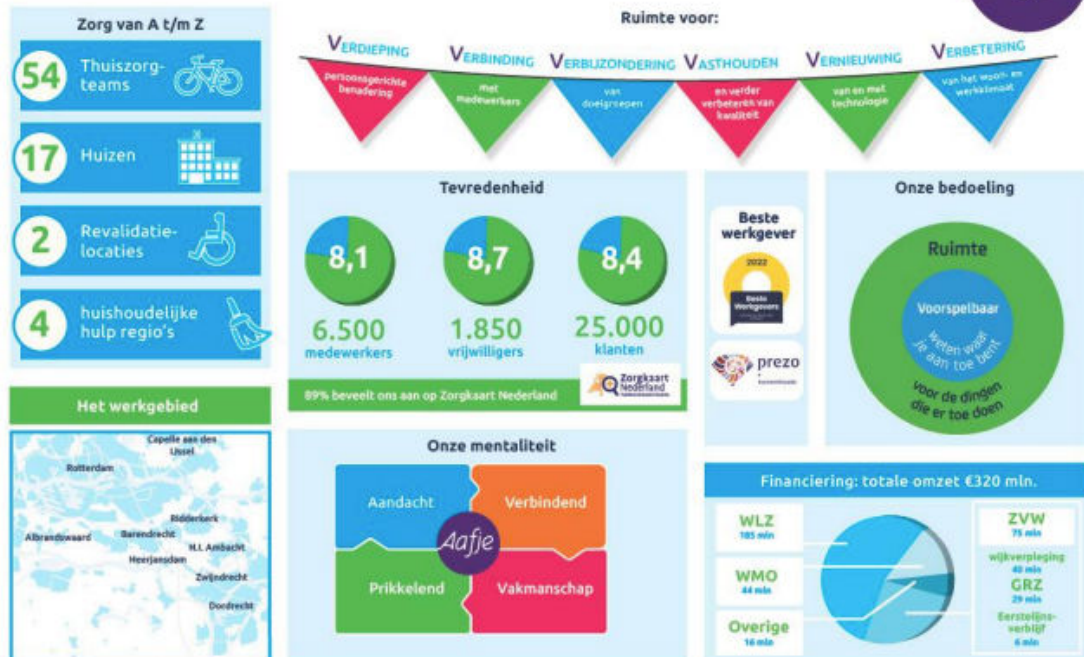 Zorg van A t/m Z
54
Thuiszorg-
teams
17
Huizen
2
Revalidatie-
locaties
4
huishoudelijke
hulp regio's
Het werkgebied
Capelle aan den
IJssel
Rotterdam
Ridderkerk
Albrandswaard
Barendrecht
H.I. Ambacht
Heerjansdam
Zwijndrecht
Dordrecht
Ruimte voor:
VERDIEPING
persoonsgerichte
benadering
VERBINDING
met
medewerkers
VERBIJZONDERING
van
doelgroepen
VASTHOUDEN
en verder
verbeteren van
kwaliteit
VERNIEUWING
van en met
technologie
VERBETERING
van het woon- en
werkklimaat
Tevredenheid
8,1
8,7
8,4
6.500
medewerkers
1.850
vrijwilligers
25.000
klanten
89% beveelt ons aan op Zorgkaart Nederland
Zorgkaart
Nederland
Beste
werkgever
2022
Beste
Werkgevers
prezo
Onze bedoeling
Ruimte
Voorspelbaar
weten waar
je aan toe bent
voor de dingen
die er toe doen
Onze mentaliteit
Aandacht
Verbindend
Aafje
Prikkelend
Vakmanschap
Financiering: totale omzet €320 mln.
WLZ
185 mln
WMO
44 mln
Overige
16 mln
ZVW
75 mln
wijkverpleging
40 mln
GRZ
29 mln
Eerstelijns-
verblijf
6 mln